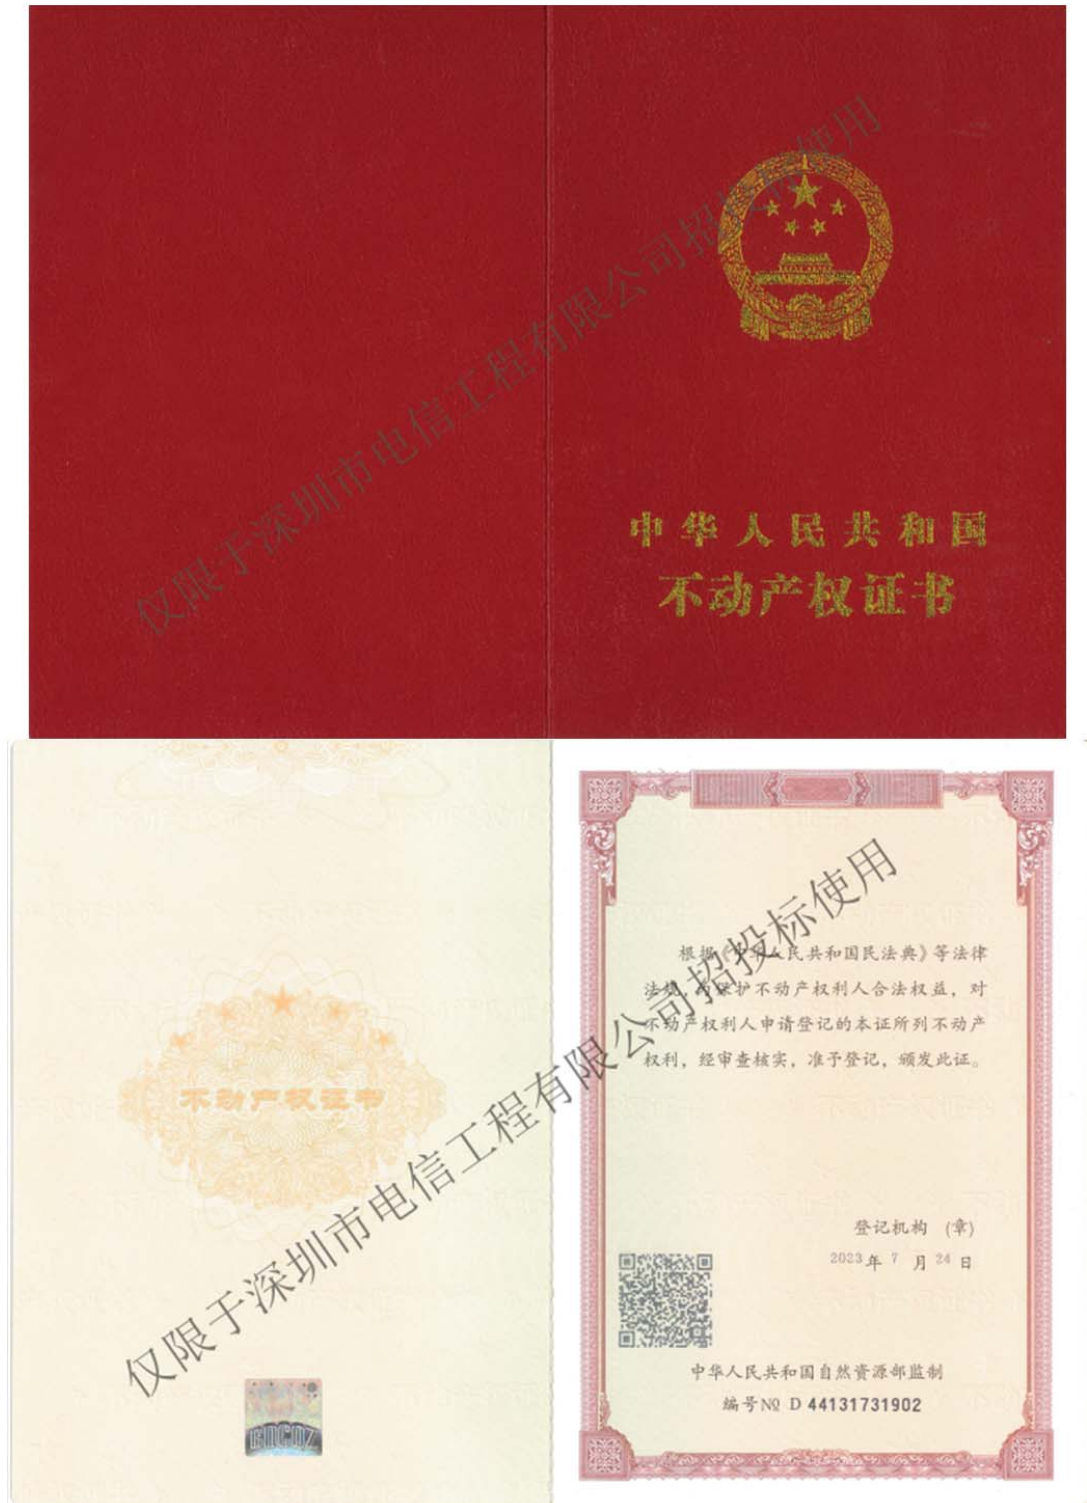 中华人民共和国
不动产权证书
仅限于深圳市电信工程有限公司招投标使用
不动产权证书
根据《中华人民共和国民法典》等法律
法规，为保护不动产权利人合法权益，对
不动产权利人申请登记的本证所列不动产
权利，经审查核实，准予登记，颁发此证。
登记机构 (章)
2023年 7 月 24 日
中华人民共和国自然资源部监制
编号№ D 44131731902
仅限于深圳市电信工程有限公司招投标使用